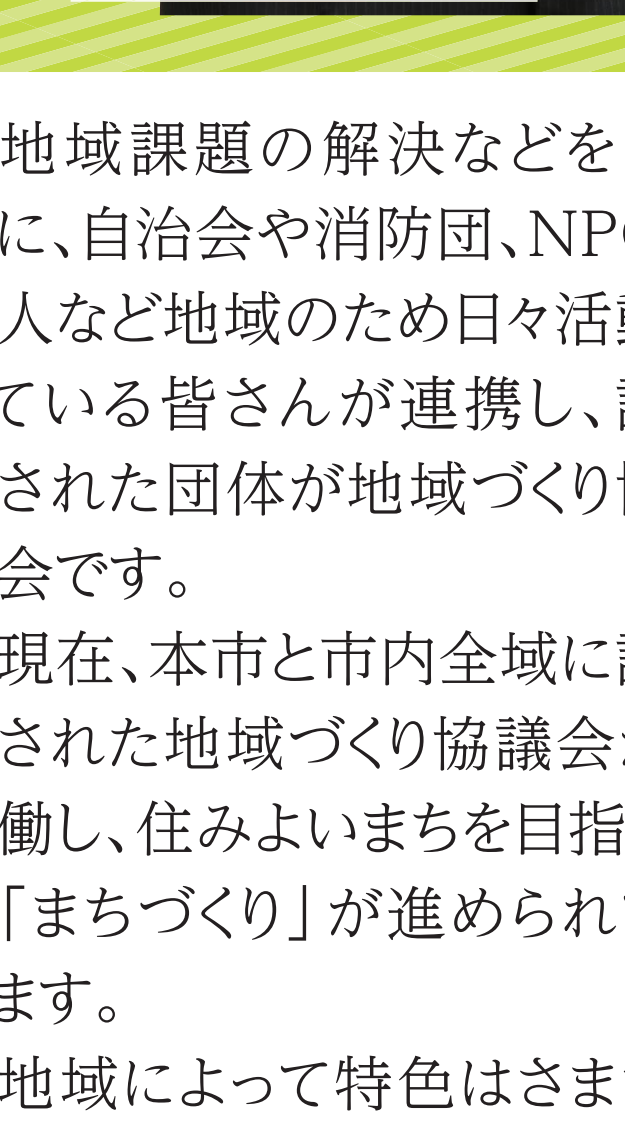 地域課題の解決などを
に、自治会や消防団、NP
人など地域のため日々活
ている皆さんが連携し、
された団体が地域づくり
会です。
現在、本市と市内全域に
された地域づくり協議会
働し、住みよいまちを目指
「まちづくり」が進められ
ます。
地域によって特色はさま